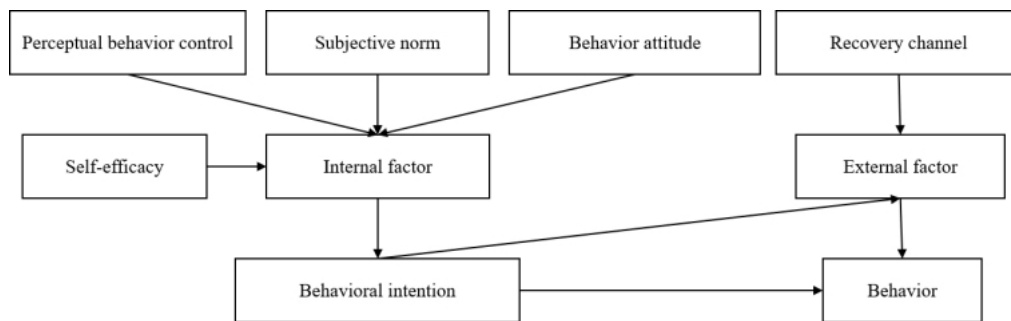 Perceptual behavior control
Subjective norm
Behavior attitude
Recovery channel
Self-efficacy
Internal factor
External factor
Behavioral intention
Behavior